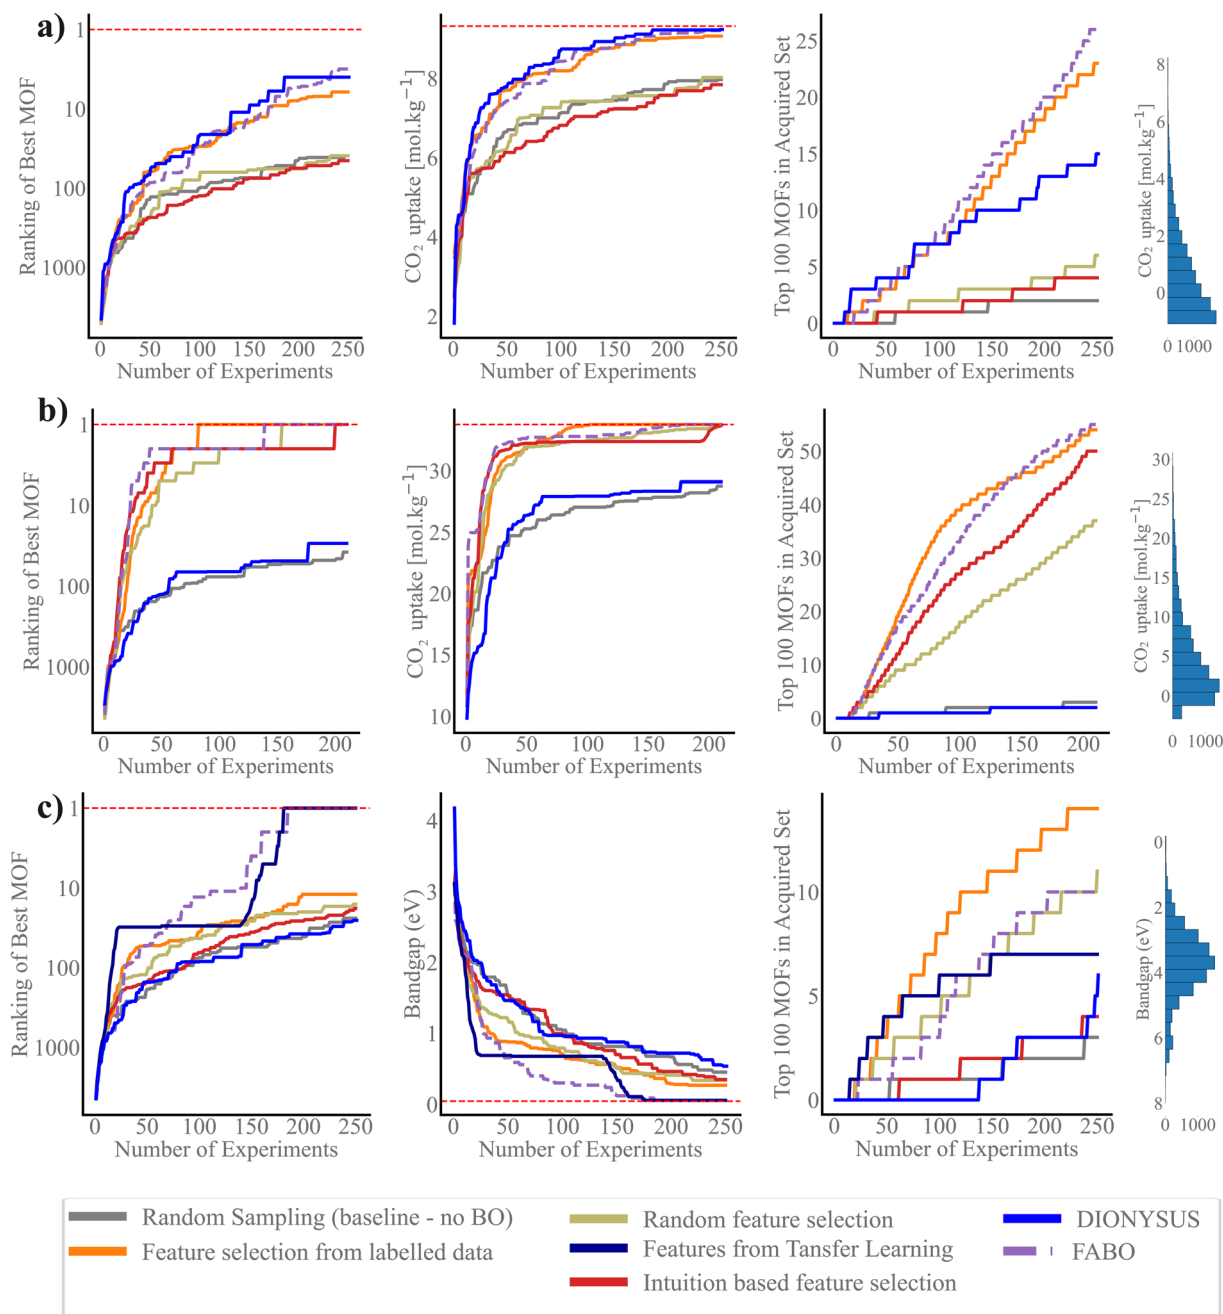 a)
Ranking of Best MOF
1
10
100
1000
0 50 100 150 200 250
Number of Experiments
CO₂ uptake [mol.kg⁻¹]
8
6
4
2
0 50 100 150 200 250
Number of Experiments
Top 100 MOFs in Acquired Set
25
20
15
10
5
0
0 50 100 150 200 250
Number of Experiments
CO₂ uptake [mol.kg⁻¹]
8
6
4
2
0
0 1000
b)
Ranking of Best MOF
1
10
100
1000
0 50 100 150 200
Number of Experiments
CO₂ uptake [mol.kg⁻¹]
30
25
20
15
10
0 50 100 150 200
Number of Experiments
Top 100 MOFs in Acquired Set
50
40
30
20
10
0
0 50 100 150 200
Number of Experiments
CO₂ uptake [mol.kg⁻¹]
30
25
20
15
10
5
0
0 1000
c)
Ranking of Best MOF
1
10
100
1000
0 50 100 150 200 250
Number of Experiments
Bandgap (eV)
4
3
2
1
0
0 50 100 150 200 250
Number of Experiments
Top 100 MOFs in Acquired Set
10
5
0
0 50 100 150 200 250
Number of Experiments
Bandgap (eV)
0
2
4
6
8
0 1000
Random Sampling (baseline - no BO)
Feature selection from labelled data
Random feature selection
Features from Tansfer Learning
Intuition based feature selection
DIONYSUS
FABO